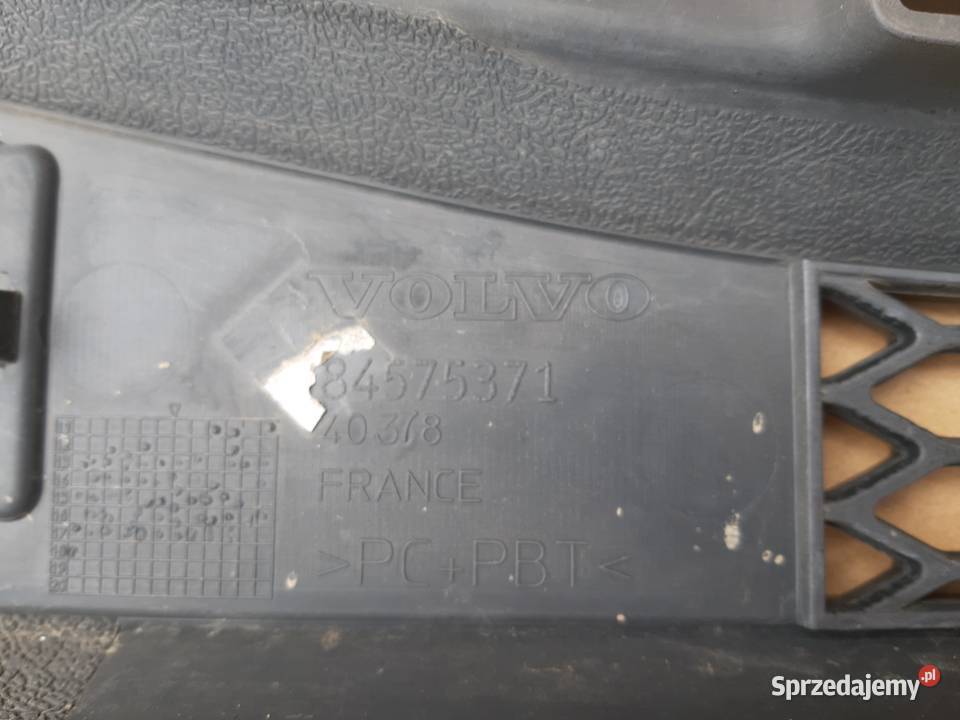 VOLVO
84575371
40378
FRANCE
>PC+PBT<
Sprzedajemy.pl